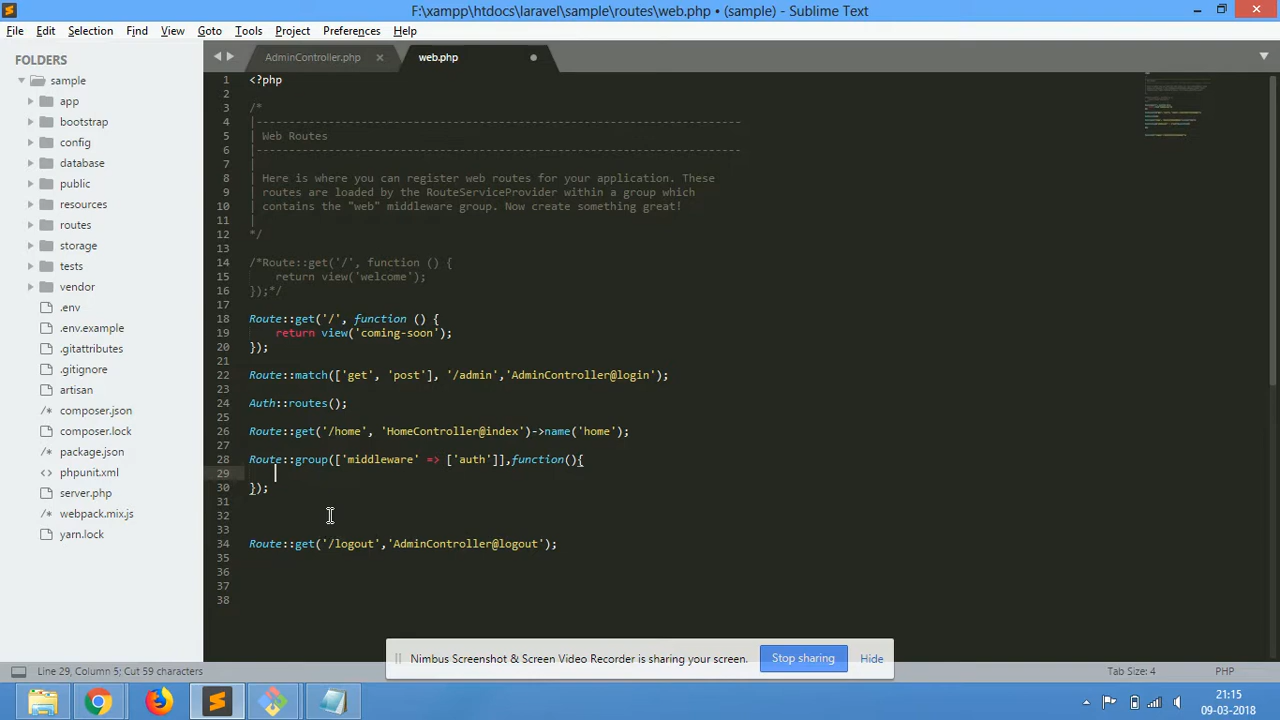 F:\xampp\htdocs\laravel\sample\routes\web.php • (sample) - Sublime Text
File Edit Selection Find View Goto Tools Project Preferences Help
FOLDERS
sample
app
bootstrap
config
database
public
resources
routes
storage
tests
vendor
.env
.env.example
.gitattributes
.gitignore
artisan
composer.json
composer.lock
package.json
phpunit.xml
server.php
webpack.mix.js
yarn.lock
AdminController.php × web.php
1 <?php
2
3 /*
4 |--------------------------------------------------------------------------
5 | Web Routes
6 |--------------------------------------------------------------------------
7 |
8 | Here is where you can register web routes for your application. These
9 | routes are loaded by the RouteServiceProvider within a group which
10 | contains the "web" middleware group. Now create something great!
11 |
12 */
13
14 /*Route::get('/', function () {
15     return view('welcome');
16 });*/
17
18 Route::get('/', function () {
19     return view('coming-soon');
20 });
21
22 Route::match(['get', 'post'], '/admin','AdminController@login');
23
24 Auth::routes();
25
26 Route::get('/home', 'HomeController@index')->name('home');
27
28 Route::group(['middleware' => ['auth']],function(){
29
30 });
31
32
33
34 Route::get('/logout','AdminController@logout');
35
36
37
38
Nimbus Screenshot & Screen Video Recorder is sharing your screen. Stop sharing Hide
Line 29, Column 5; Cut 59 characters Tab Size: 4 PHP
21:15
09-03-2018